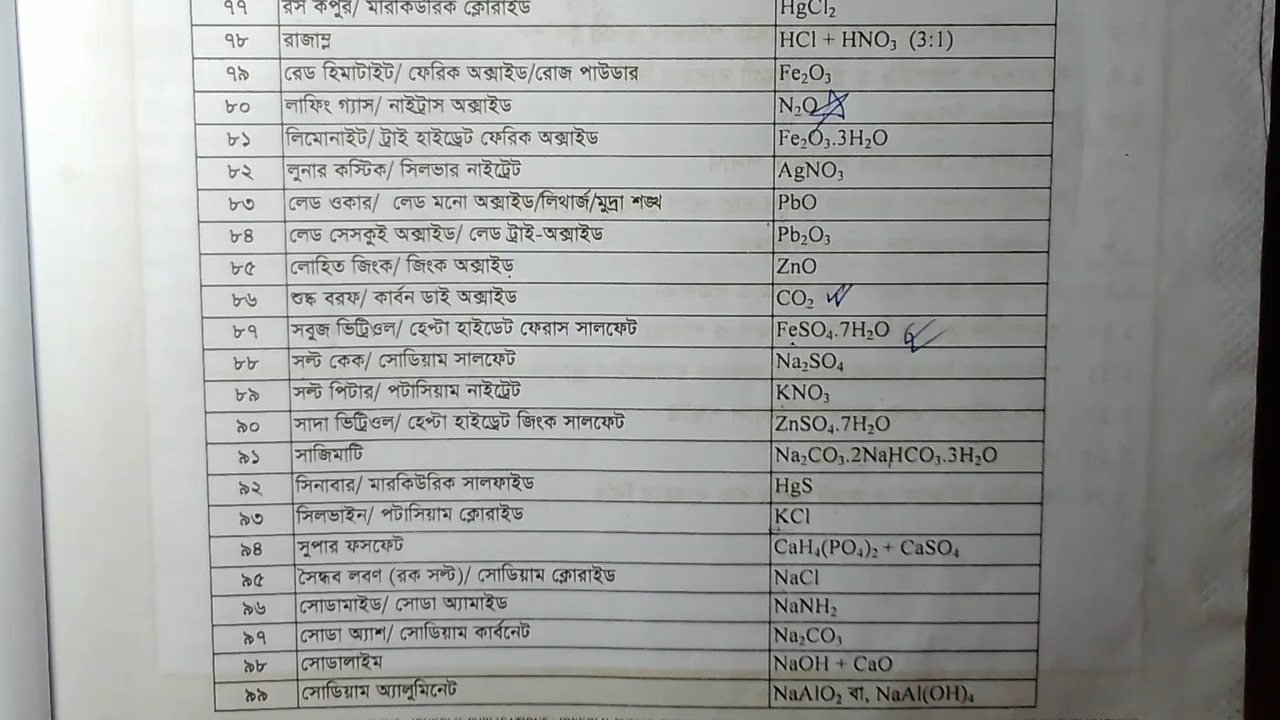 ৭৭ রস কর্পূর/ মারকিউরিক ক্লোরাইড HgCl₂
৭৮ রাজাম্ল HCl + HNO₃ (3:1)
৭৯ রেড হিমাটাইট/ ফেরিক অক্সাইড/রোজ পাউডার Fe₂O₃
৮০ লাফিং গ্যাস/ নাইট্রাস অক্সাইড N₂O
৮১ লিমোনাইট/ ট্রাই হাইড্রেট ফেরিক অক্সাইড Fe₂O₃.3H₂O
৮২ লুনার কস্টিক/ সিলভার নাইট্রেট AgNO₃
৮৩ লেড ওকার/ লেড মনো অক্সাইড/লিথার্জ/মুদ্রা শঙ্খ PbO
৮৪ লেড সেসকুই অক্সাইড/ লেড ট্রাই-অক্সাইড Pb₂O₃
৮৫ লোহিত জিংক/ জিংক অক্সাইড ZnO
৮৬ শুষ্ক বরফ/ কার্বন ডাই অক্সাইড CO₂
৮৭ সবুজ ভিট্রিওল/ হেপ্টা হাইড্রেট ফেরাস সালফেট FeSO₄.7H₂O
৮৮ সল্ট কেক/ সোডিয়াম সালফেট Na₂SO₄
৮৯ সল্ট পিটার/ পটাসিয়াম নাইট্রেট KNO₃
৯০ সাদা ভিট্রিওল/ হেপ্টা হাইড্রেট জিংক সালফেট ZnSO₄.7H₂O
৯১ সাজিমাটি Na₂CO₃.2NaHCO₃.3H₂O
৯২ সিনাবার/ মারকিউরিক সালফাইড HgS
৯৩ সিলভাইন/ পটাসিয়াম ক্লোরাইড KCl
৯৪ সুপার ফসফেট CaH₄(PO₄)₂ + CaSO₄
৯৫ সৈন্ধব লবণ (রক সল্ট)/ সোডিয়াম ক্লোরাইড NaCl
৯৬ সোডামাইড/ সোডা অ্যামাইড NaNH₂
৯৭ সোডা অ্যাশ/ সোডিয়াম কার্বনেট Na₂CO₃
৯৮ সোডালাইম NaOH + CaO
৯৯ সোডিয়াম অ্যালুমিনেট NaAlO₂ বা, NaAl(OH)₄